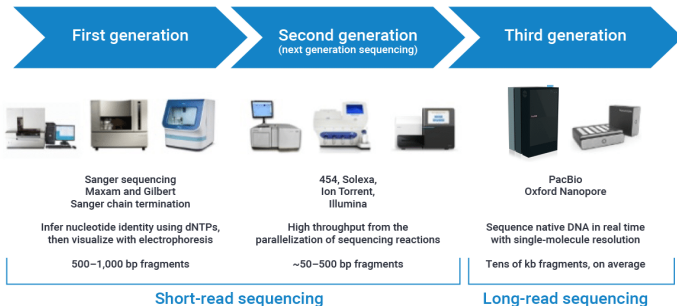 First generation
Second generation
(next generation sequencing)
Third generation
Sanger sequencing
Maxam and Gilbert
Sanger chain termination
454, Solexa,
Ion Torrent,
Illumina
PacBio
Oxford Nanopore
Infer nucleotide identity using dNTPs,
then visualize with electrophoresis
High throughput from the
parallelization of sequencing reactions
Sequence native DNA in real time
with single-molecule resolution
500–1,000 bp fragments
~50–500 bp fragments
Tens of kb fragments, on average
Short-read sequencing
Long-read sequencing